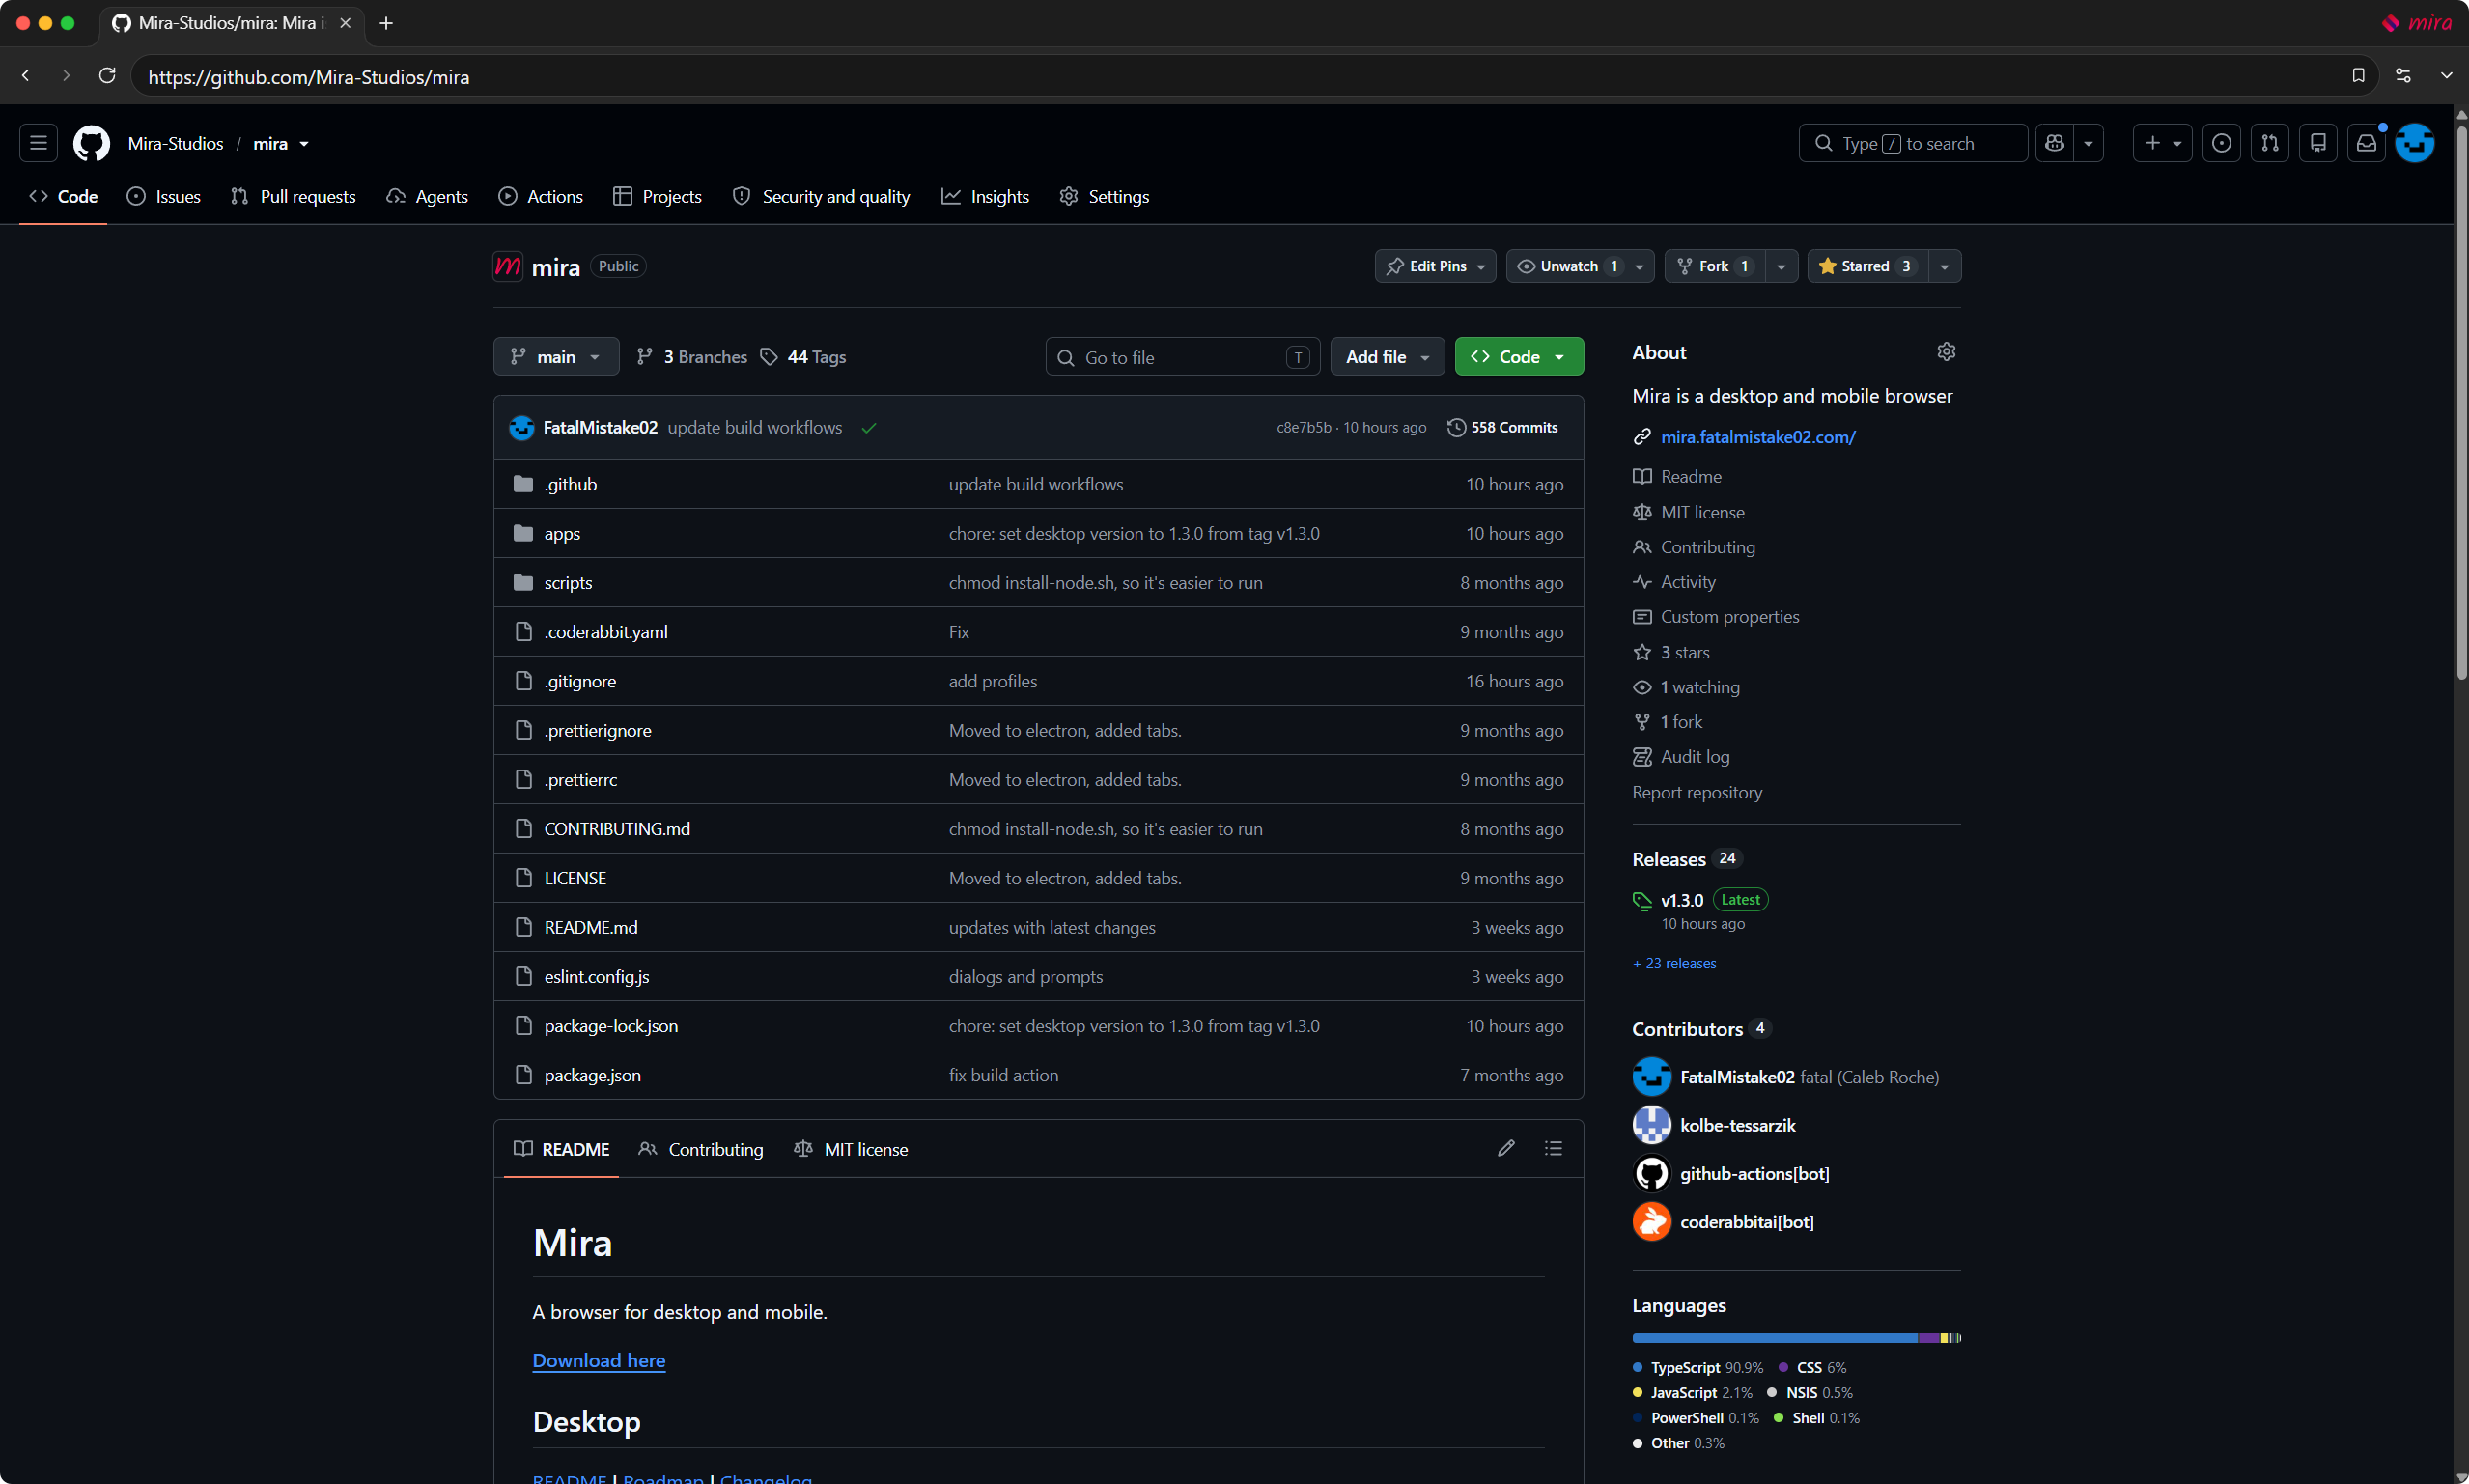 Mira-Studios/mira: Mira i
mira
https://github.com/Mira-Studios/mira
Mira-Studios / mira
Type / to search
Code
Issues
Pull requests
Agents
Actions
Projects
Security and quality
Insights
Settings
mira Public
Edit Pins
Unwatch 1
Fork 1
Starred 3
main
3 Branches
44 Tags
Go to file T
Add file
Code
FatalMistake02 update build workflows c8e7b5b · 10 hours ago 558 Commits
.github update build workflows 10 hours ago
apps chore: set desktop version to 1.3.0 from tag v1.3.0 10 hours ago
scripts chmod install-node.sh, so it's easier to run 8 months ago
.coderabbit.yaml Fix 9 months ago
.gitignore add profiles 16 hours ago
.prettierignore Moved to electron, added tabs. 9 months ago
.prettierrc Moved to electron, added tabs. 9 months ago
CONTRIBUTING.md chmod install-node.sh, so it's easier to run 8 months ago
LICENSE Moved to electron, added tabs. 9 months ago
README.md updates with latest changes 3 weeks ago
eslint.config.js dialogs and prompts 3 weeks ago
package-lock.json chore: set desktop version to 1.3.0 from tag v1.3.0 10 hours ago
package.json fix build action 7 months ago
README
Contributing
MIT license
Mira
A browser for desktop and mobile.
Download here
Desktop
README | Roadmap | Changelog
About
Mira is a desktop and mobile browser
mira.fatalmistake02.com/
Readme
MIT license
Contributing
Activity
Custom properties
3 stars
1 watching
1 fork
Audit log
Report repository
Releases 24
v1.3.0 Latest
10 hours ago
+ 23 releases
Contributors 4
FatalMistake02 fatal (Caleb Roche)
kolbe-tessarzik
github-actions[bot]
coderabbitai[bot]
Languages
TypeScript 90.9% CSS 6%
JavaScript 2.1% NSIS 0.5%
PowerShell 0.1% Shell 0.1%
Other 0.3%